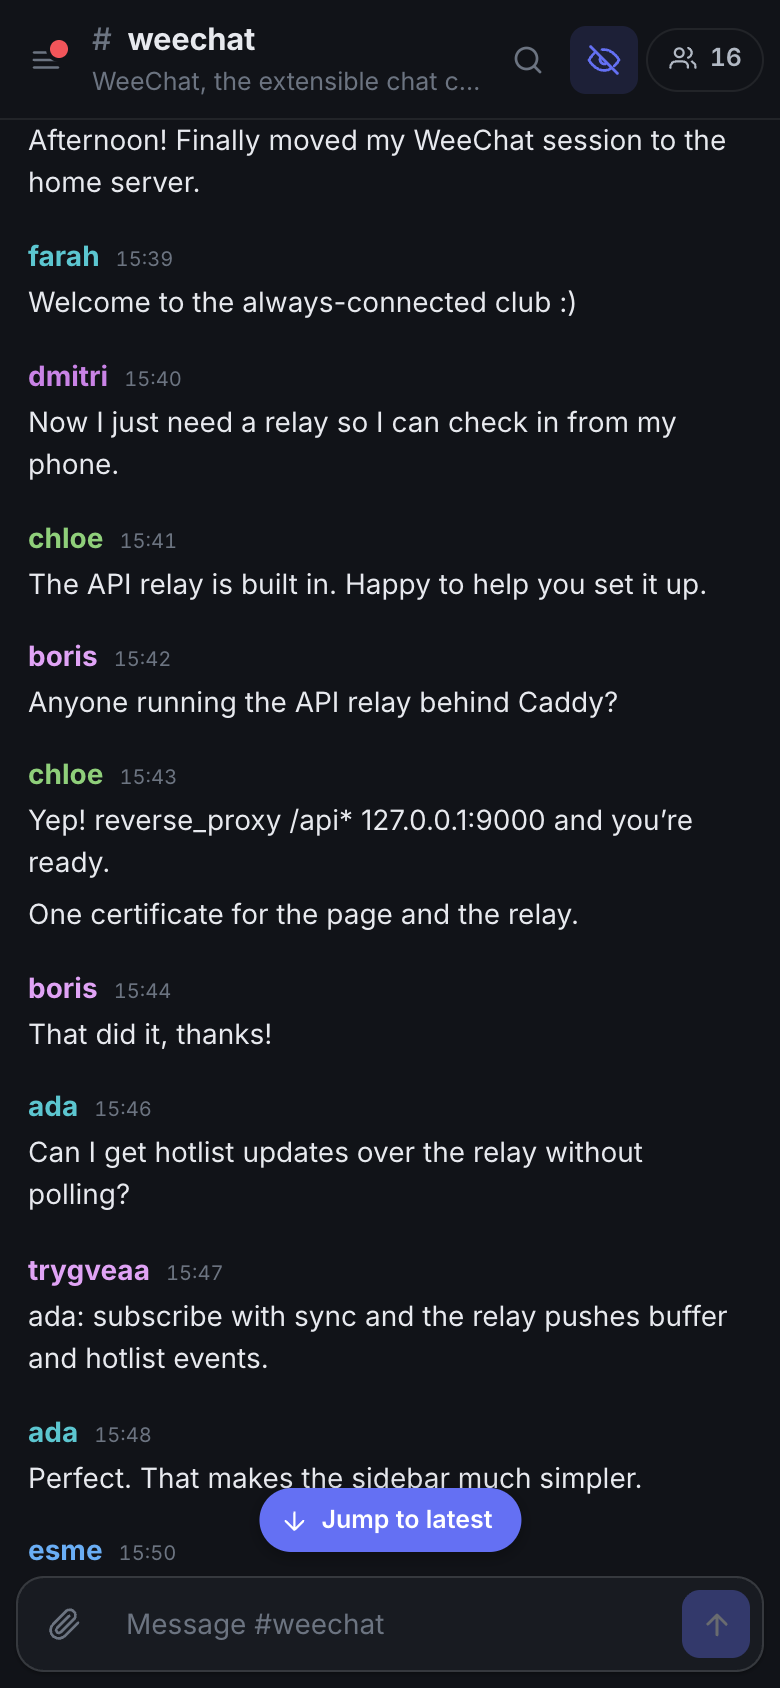 # weechat
WeeChat, the extensible chat c...
16
Afternoon! Finally moved my WeeChat session to the
home server.
farah 15:39
Welcome to the always-connected club :)
dmitri 15:40
Now I just need a relay so I can check in from my
phone.
chloe 15:41
The API relay is built in. Happy to help you set it up.
boris 15:42
Anyone running the API relay behind Caddy?
chloe 15:43
Yep! reverse_proxy /api* 127.0.0.1:9000 and you’re
ready.
One certificate for the page and the relay.
boris 15:44
That did it, thanks!
ada 15:46
Can I get hotlist updates over the relay without
polling?
trygveaa 15:47
ada: subscribe with sync and the relay pushes buffer
and hotlist events.
ada 15:48
Perfect. That makes the sidebar much simpler.
Jump to latest
esme 15:50
Message #weechat